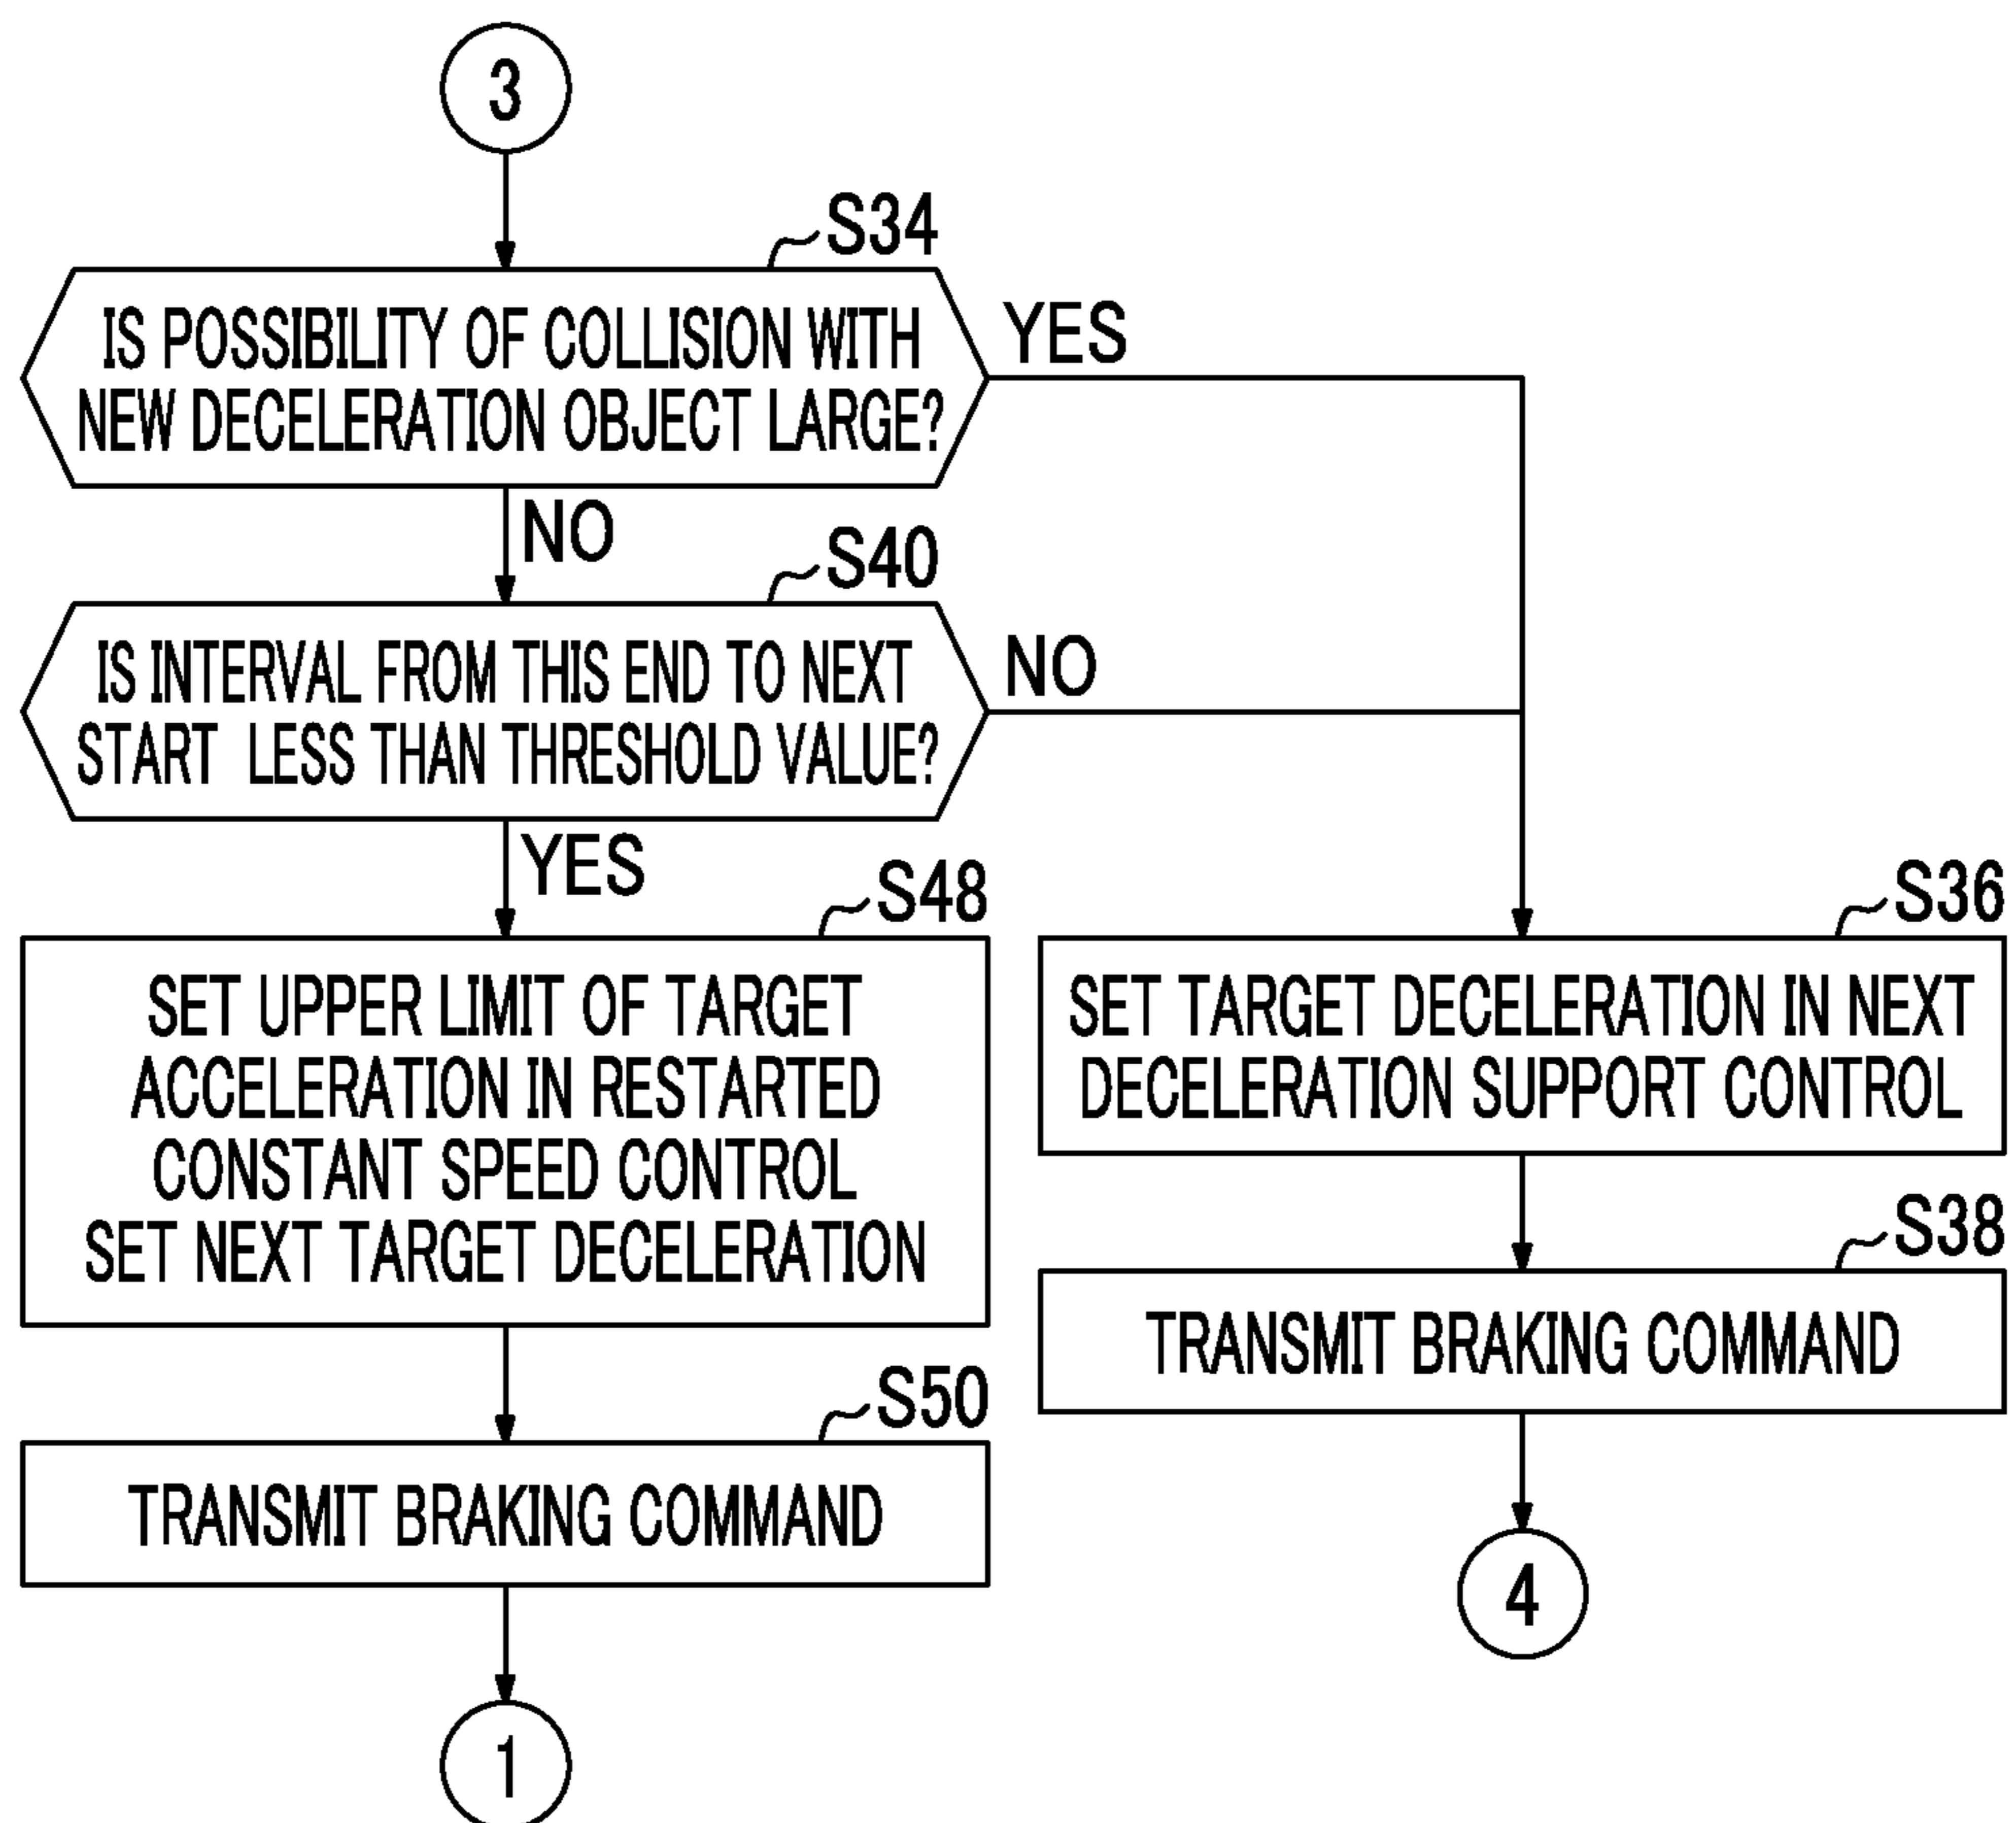 3
S34
IS POSSIBILITY OF COLLISION WITH
NEW DECELERATION OBJECT LARGE?
YES
NO
S40
IS INTERVAL FROM THIS END TO NEXT
START LESS THAN THRESHOLD VALUE?
NO
YES
S48
SET UPPER LIMIT OF TARGET
ACCELERATION IN RESTARTED
CONSTANT SPEED CONTROL
SET NEXT TARGET DECELERATION
S50
TRANSMIT BRAKING COMMAND
1
S36
SET TARGET DECELERATION IN NEXT
DECELERATION SUPPORT CONTROL
S38
TRANSMIT BRAKING COMMAND
4